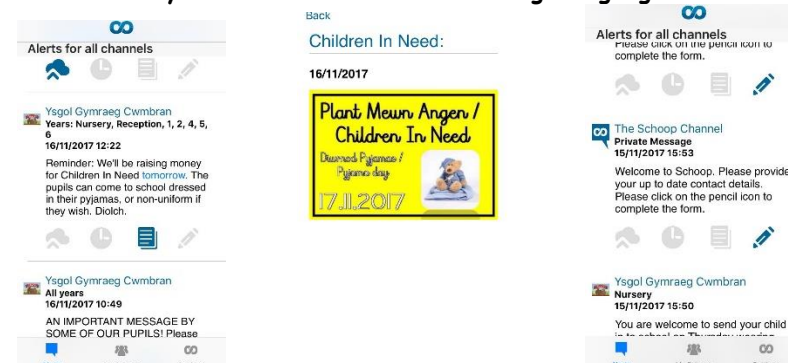 Alerts for all channels
Ysgol Gymraeg Cwmbran
Years: Nursery, Reception, 1, 2, 4, 5,
6
16/11/2017 12:22
Reminder: We'll be raising money
for Children In Need tomorrow. The
pupils can come to school dressed
in their pyjamas, or non-uniform if
they wish. Diolch.
Ysgol Gymraeg Cwmbran
All years
16/11/2017 10:49
AN IMPORTANT MESSAGE BY
SOME OF OUR PUPILS! Please
Back
Children In Need:
16/11/2017
Plant Mewn Angen /
Children In Need
Diwrnod Pyjamas /
Pyjama day
17.11.2017
Alerts for all channels
Please click on the pencil icon to
complete the form.
The Schoop Channel
Private Message
15/11/2017 15:53
Welcome to Schoop. Please provide
your up to date contact details.
Please click on the pencil icon to
complete the form.
Ysgol Gymraeg Cwmbran
Nursery
15/11/2017 15:50
You are welcome to send your child